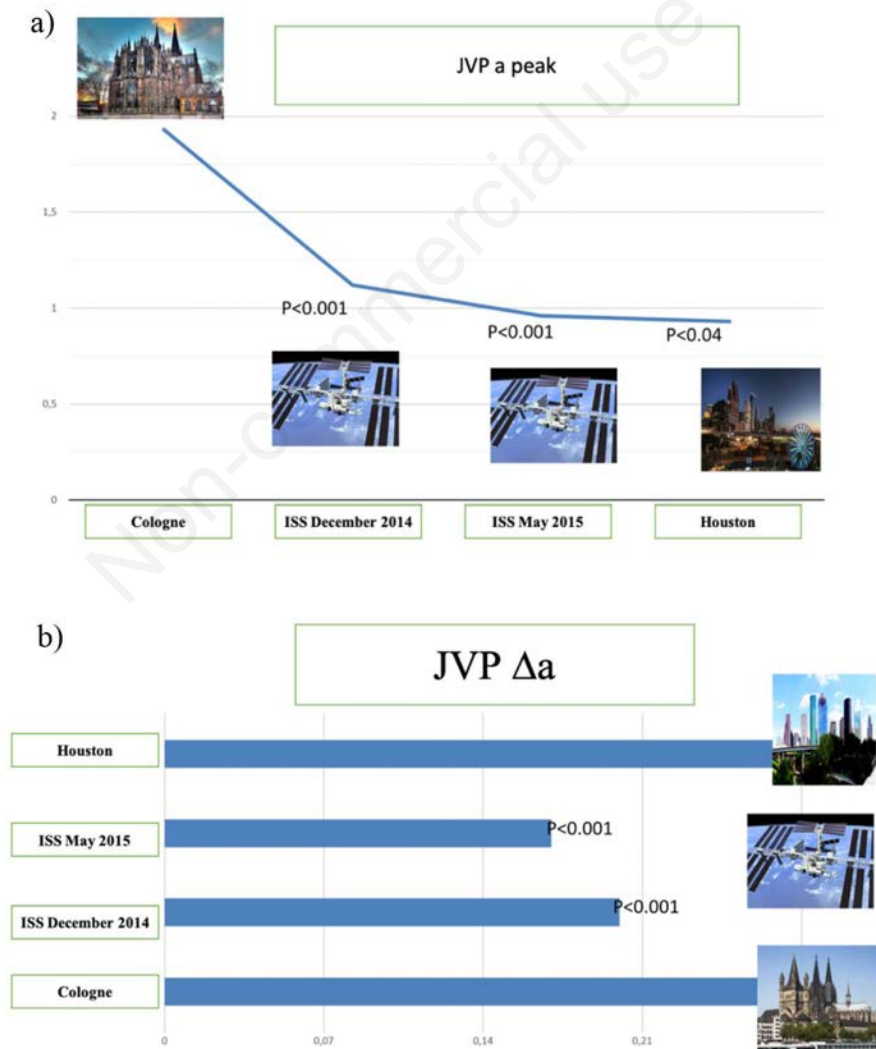 a)
JVP a peak
2
1,5
P<0.001
1
P<0.001
P<0.04
0,5
0
Cologne
ISS December 2014
ISS May 2015
Houston
Non-commercial use
b)
JVP Δa
Houston
ISS May 2015
P<0.001
ISS December 2014
P<0.001
Cologne
0
0,07
0,14
0,21